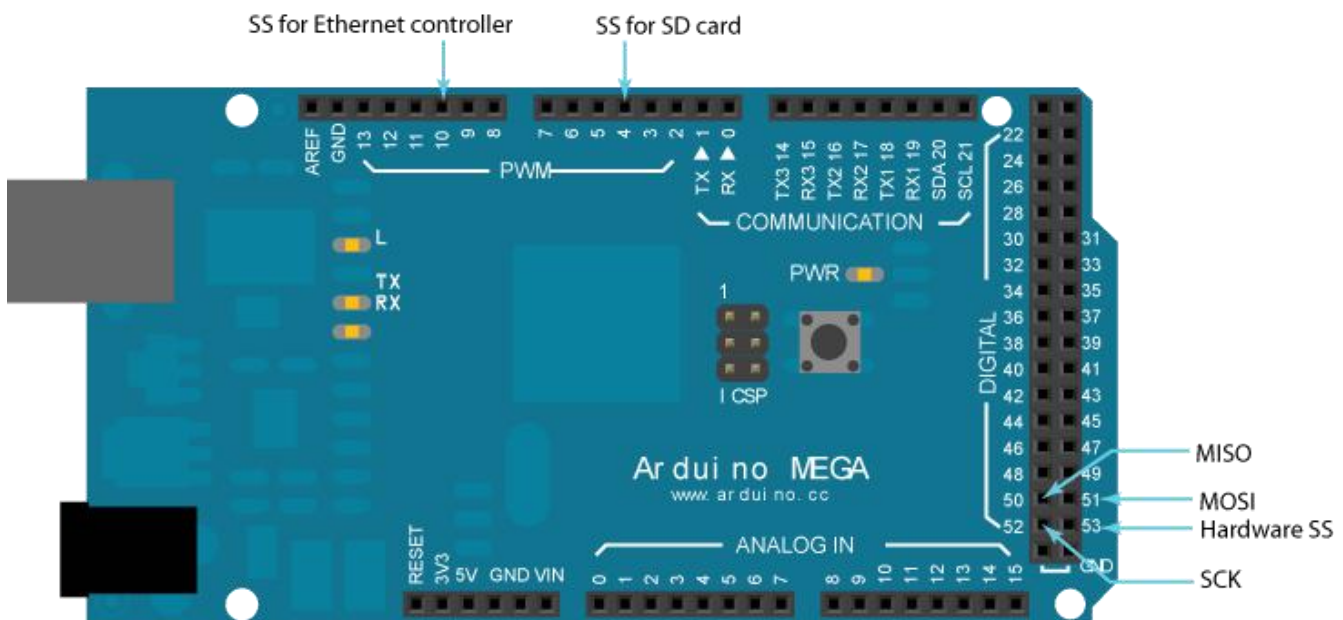 SS for Ethernet controller
SS for SD card
AREF
GND
13
12
11
10
9
8
7
6
5
4
3
2
1
0
TX
RX
PWM
TX3 14
RX3 15
TX2 16
RX2 17
TX1 18
RX1 19
SDA 20
SCL 21
COMMUNICATION
L
TX
RX
PWR
1
ICSP
DIGITAL
22
24
26
28
30 31
32 33
34 35
36 37
38 39
40 41
42 43
44 45
46 47
48 49
50 51
52 53
GND
MISO
MOSI
Hardware SS
SCK
Arduino MEGA
www.arduino.cc
RESET
3V3
5V
GND
VIN
ANALOG IN
0
1
2
3
4
5
6
7
8
9
10
11
12
13
14
15